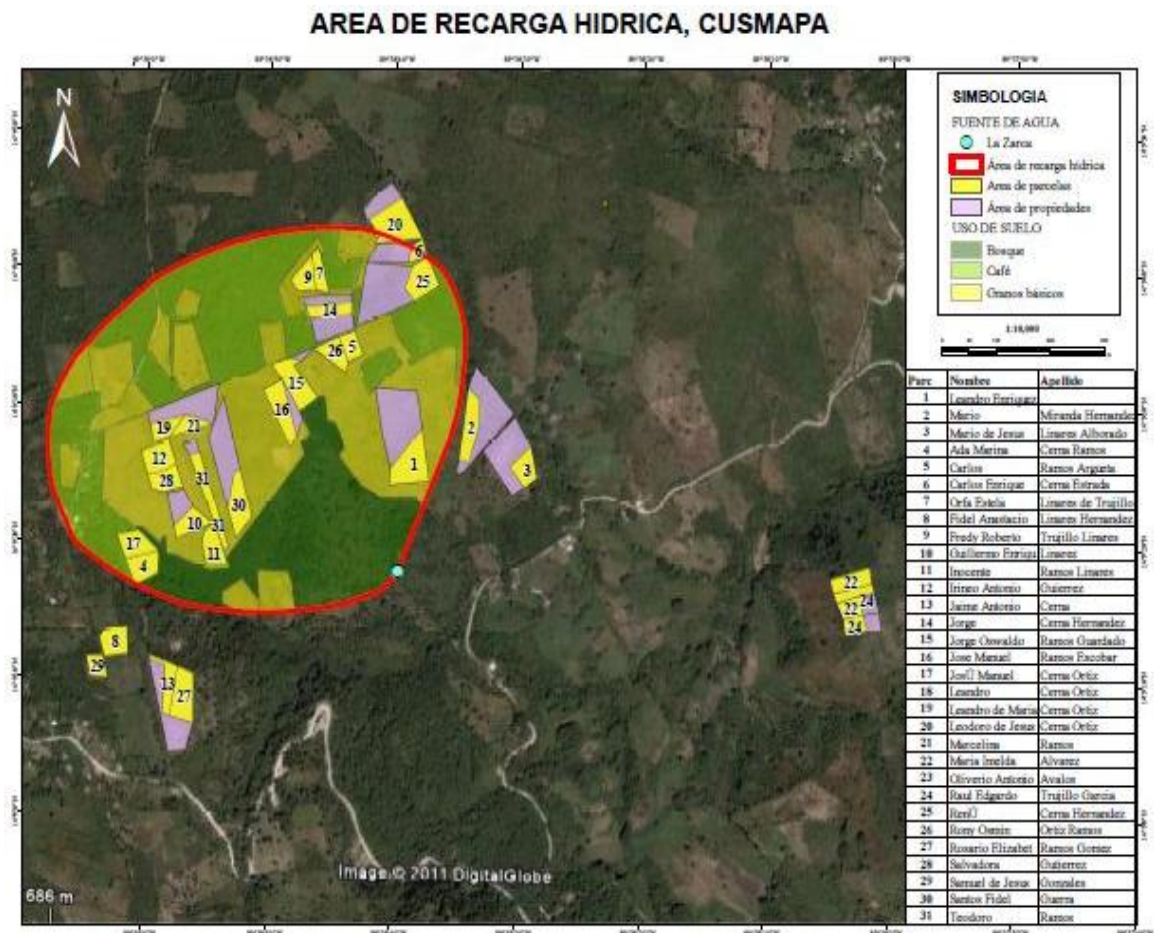 AREA DE RECARGA HIDRICA, CUSMAPA
N
SIMBOLOGIA
FUENTE DE AGUA
La Zarca
Área de recarga hídrica
Area de parcelas
Área de propiedades
USO DE SUELO
Bosque
Café
Granos básicos
1:10,000
Parc Nombre Apellido
1 Leandro Enriquez
2 Mario Miranda Hernande
3 Mario de Jesus Linares Alborado
4 Ada Marina Cerna Ramos
5 Carlos Ramos Argueta
6 Carlos Enrique Cerna Estrada
7 Orfa Estela Linares de Trujillo
8 Fidel Anastacio Linares Hernandez
9 Fredy Roberto Trujillo Linares
10 Guillermo Enriqu Linares
11 Inocente Ramos Linares
12 Irineo Antonio Gutierrez
13 Jaime Antonio Cerna
14 Jorge Cerna Hernandez
15 Jorge Oswaldo Ramos Guardado
16 Jose Manuel Ramos Escobar
17 JosÚ Manuel Cerna Ortiz
18 Leandro Cerna Ortiz
19 Leandro de Maria Cerna Ortiz
20 Leodoro de Jesus Cerna Ortiz
21 Marcelina Ramos
22 Maria Imelda Alvarez
23 Oliverio Antonio Avalos
24 Raul Edgardo Trujillo Garcia
25 RenÚ Cerna Hernandez
26 Rony Osmin Ortiz Ramos
27 Rosario Elizabet Ramos Gomez
28 Salvadora Gutierrez
29 Samuel de Jesus Gonzales
30 Santos Fidel Guerra
31 Teodoro Ramos
20
6
9 7
25
14
26 5
15
16
19 21
2
12
1
3
28
31
30
10
31
11
17
4
22
22 24
24
8
29
13
27
Image © 2011 DigitalGlobe
686 m